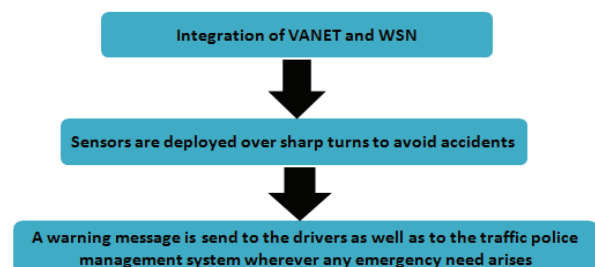 Integration of VANET and WSN
Sensors are deployed over sharp turns to avoid accidents
A warning message is send to the drivers as well as to the traffic police
management system wherever any emergency need arises